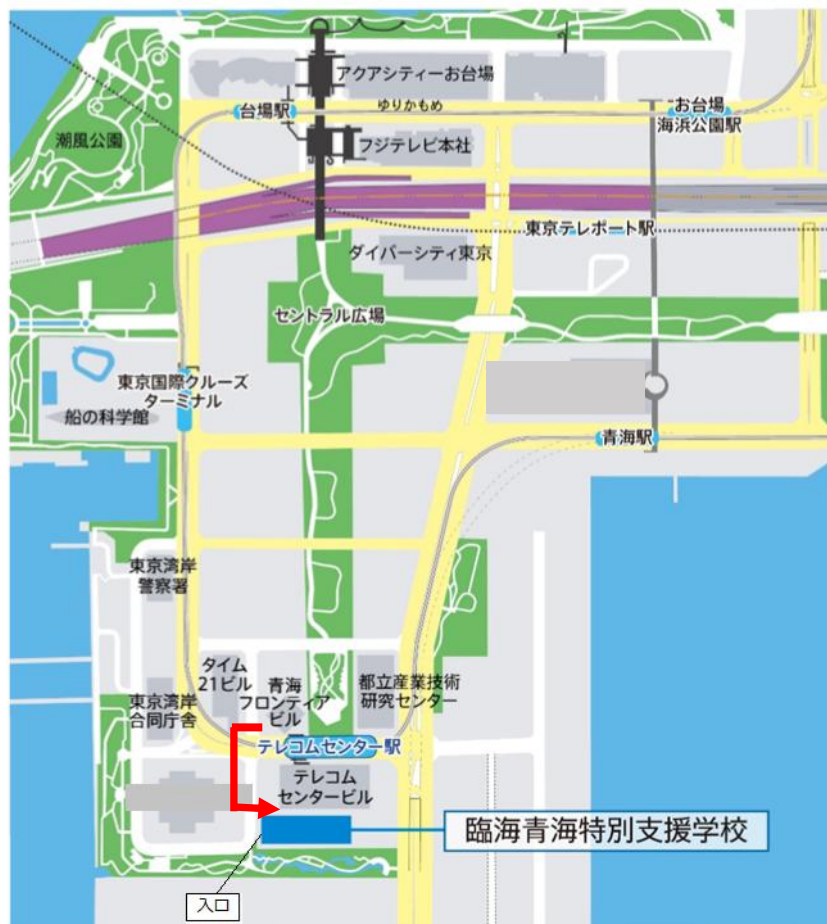 アクアシティーお台場
ゆりかもめ
台場駅
お台場
海浜公園駅
潮風公園
フジテレビ本社
東京テレポート駅
ダイバーシティ東京
セントラル広場
東京国際クルーズ
ターミナル
船の科学館
青海駅
東京湾岸
警察署
タイム
21ビル
青海
フロンティア
ビル
都立産業技術
研究センター
東京湾岸
合同庁舎
テレコムセンター駅
テレコム
センタービル
臨海青海特別支援学校
入口